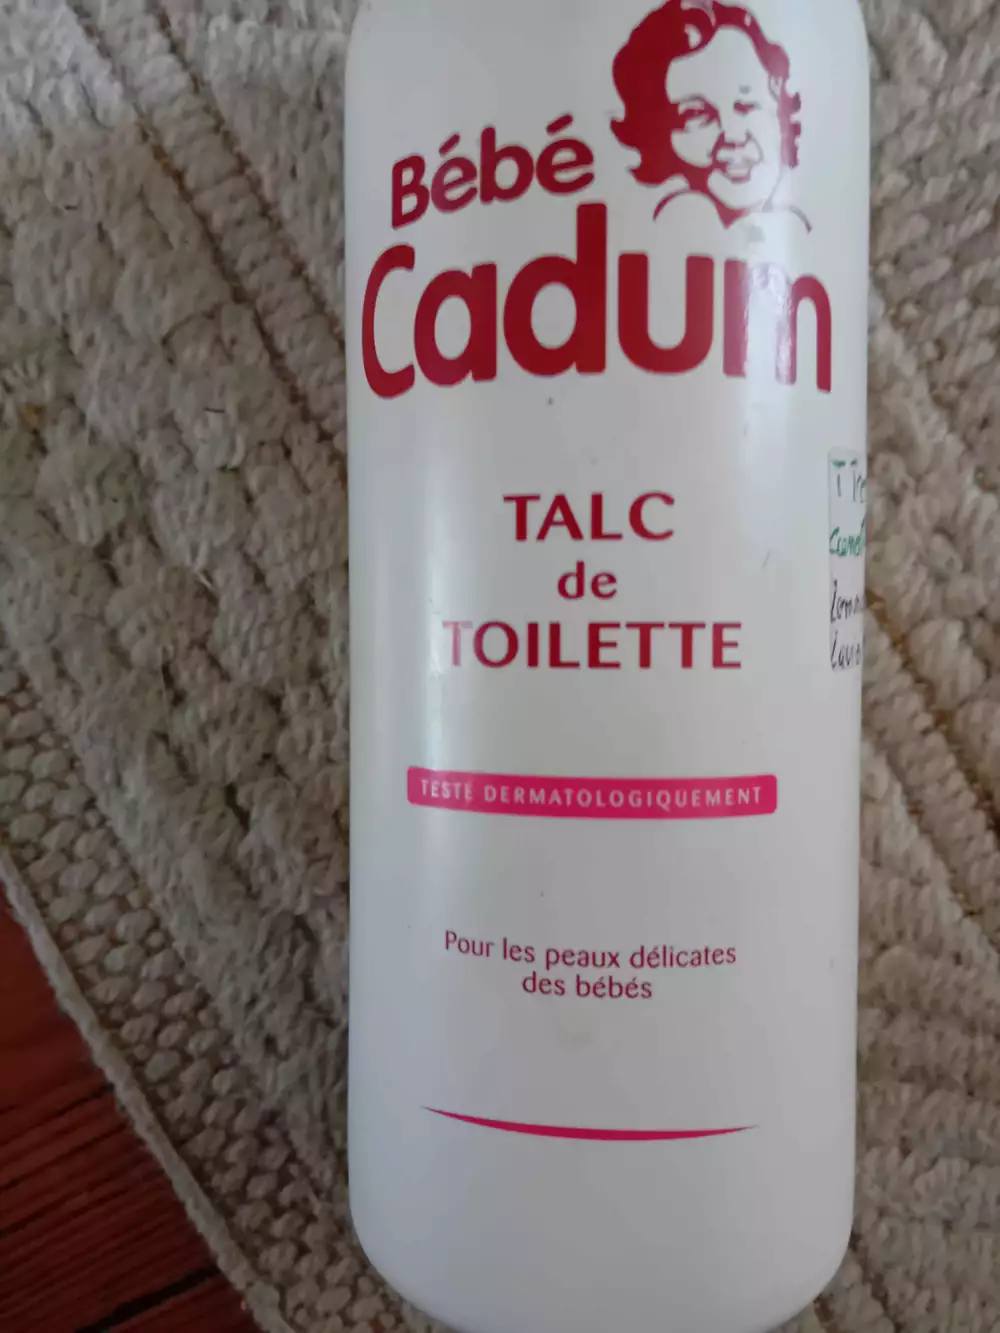 Bébé
Cadum
TALC
de
TOILETTE
TESTÉ DERMATOLOGIQUEMENT
Pour les peaux délicates
des bébés